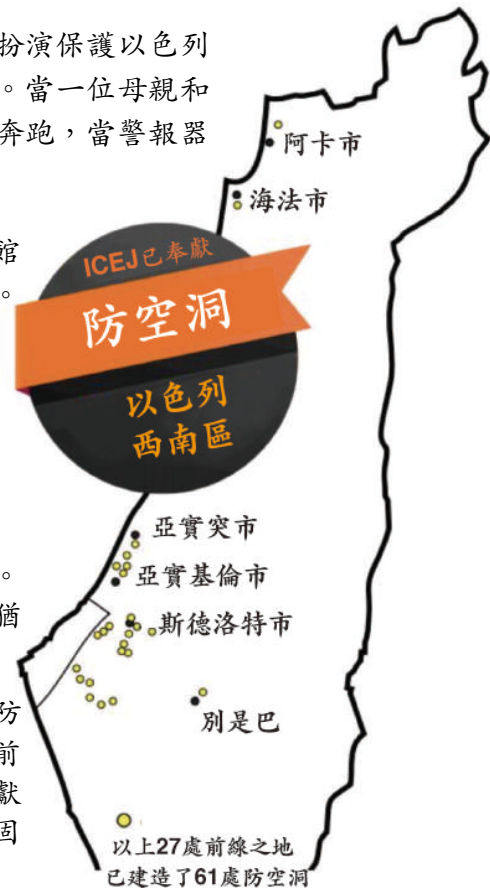 扮演保護以色列
。當一位母親和
奔跑，當警報器
館
。
ICEJ已奉獻
防空洞
以色列
西南區
阿卡市
海法市
亞實突市
亞實基倫市
斯德洛特市
別是巴
。
猶
防
前
獻
固
以上27處前線之地
已建造了61處防空洞